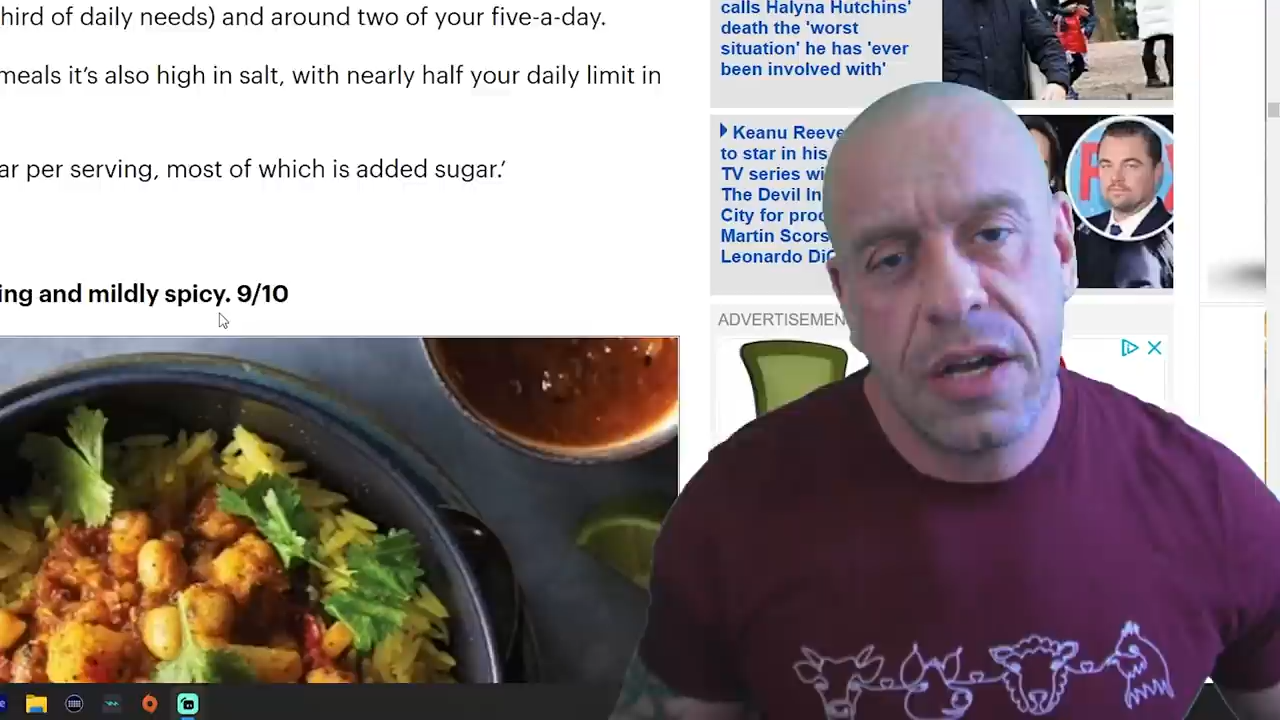 hird of daily needs) and around two of your five-a-day.
meals it's also high in salt, with nearly half your daily limit in
ar per serving, most of which is added sugar.'
ing and mildly spicy. 9/10
calls Halyna Hutchins'
death the 'worst
situation' he has 'ever
been involved with'
Keanu Reeve
to star in his
TV series wi
The Devil In
City for pro
Martin Scors
Leonardo Di
ADVERTISEMEN